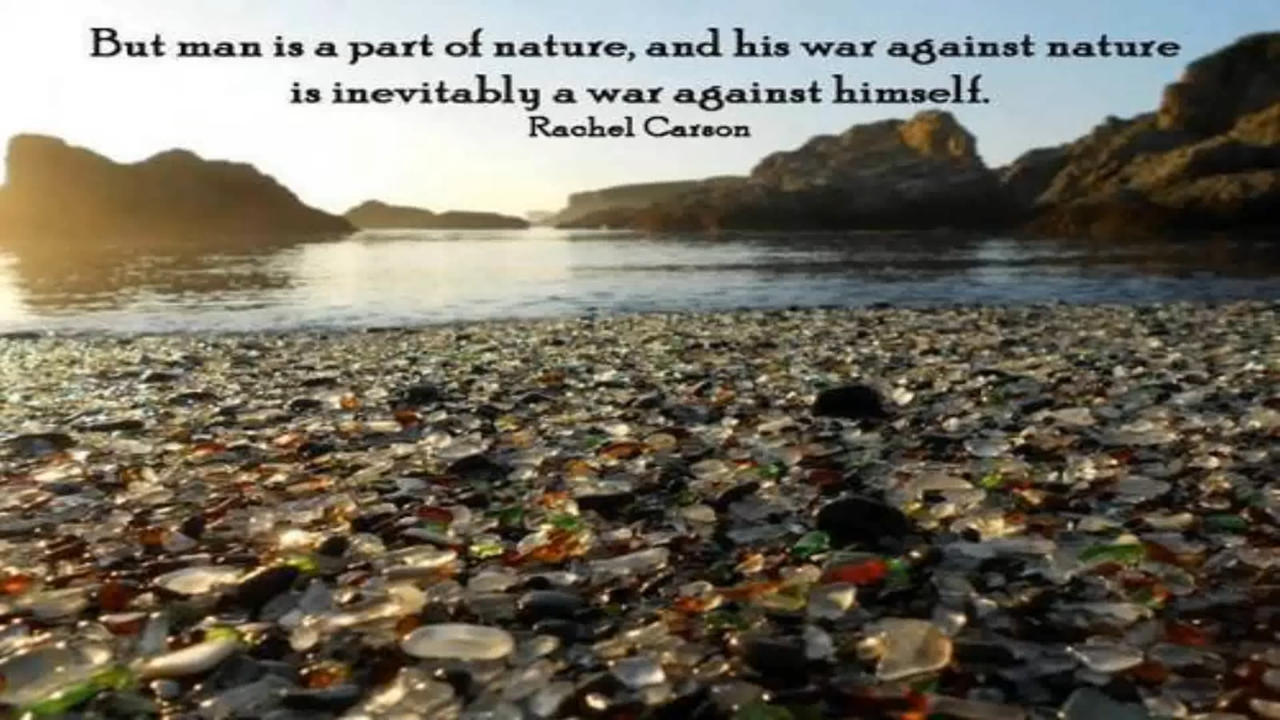 But man is a part of nature, and his war against nature
is inevitably a war against himself.
Rachel Carson